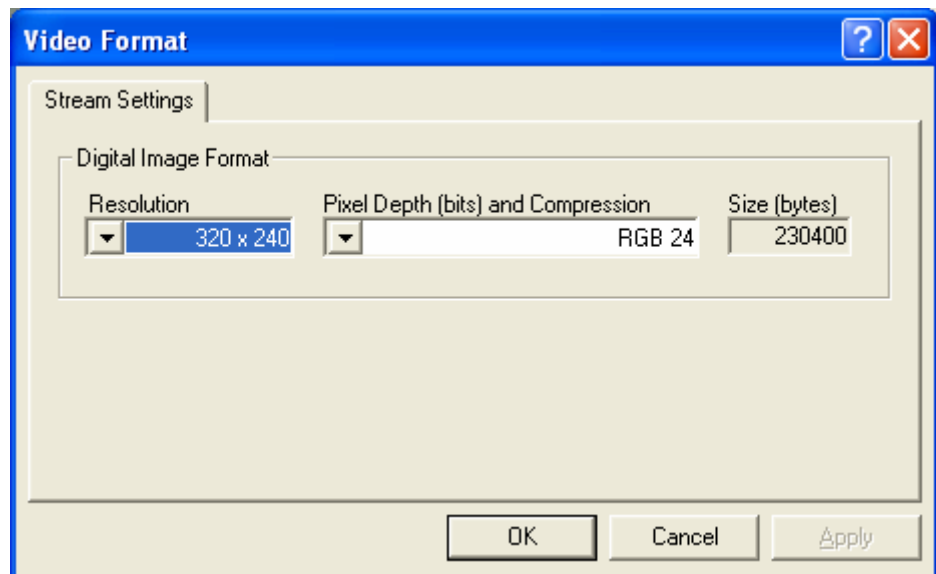 Video Format
Stream Settings
Digital Image Format
Resolution Pixel Depth (bits) and Compression Size (bytes)
320 x 240 RGB 24 230400
OK Cancel Apply